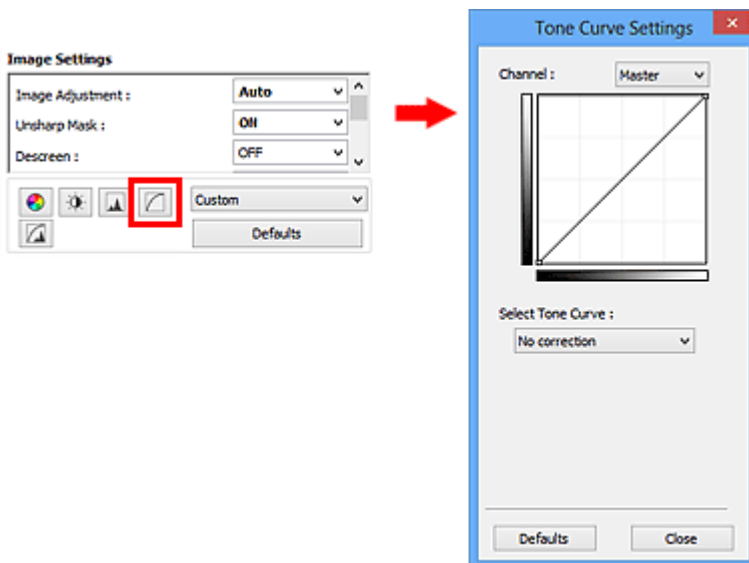 Image Settings
Image Adjustment : Auto
Unsharp Mask : ON
Descreen : OFF
Custom
Defaults
Tone Curve Settings
Channel : Master
Select Tone Curve :
No correction
Defaults Close